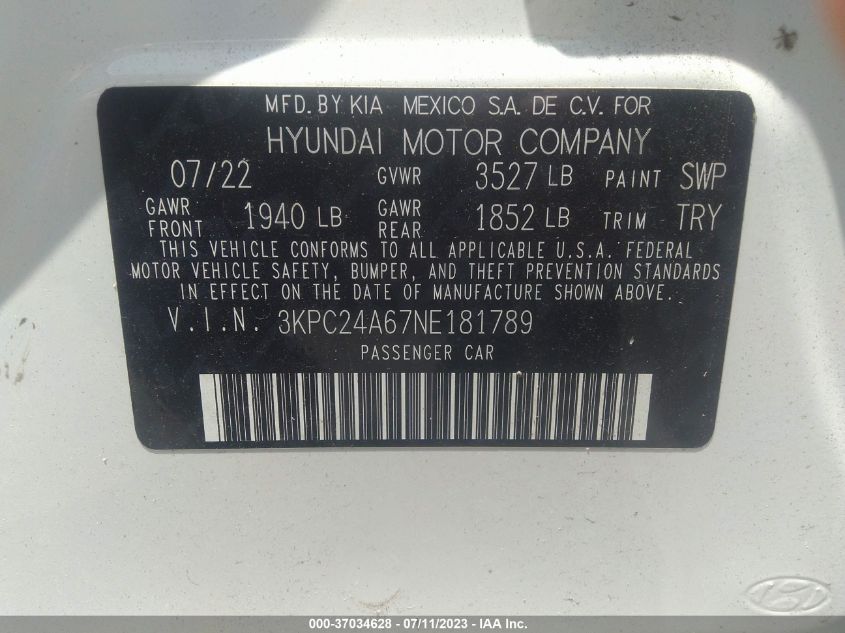 MFD. BY KIA MEXICO S.A. DE C.V. FOR
HYUNDAI MOTOR COMPANY
07/22 GVWR 3527 LB PAINT SWP
GAWR FRONT 1940 LB GAWR REAR 1852 LB TRIM TRY
THIS VEHICLE CONFORMS TO ALL APPLICABLE U.S.A. FEDERAL
MOTOR VEHICLE SAFETY, BUMPER, AND THEFT PREVENTION STANDARDS
IN EFFECT ON THE DATE OF MANUFACTURE SHOWN ABOVE.
V.I.N. 3KPC24A67NE181789
PASSENGER CAR
000-37034628 - 07/11/2023 - IAA Inc.